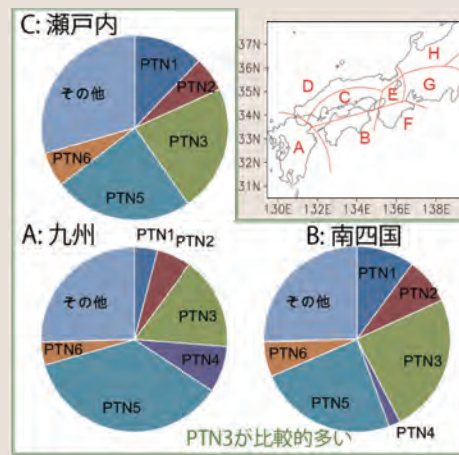 C: 瀬戸内
PTN1
PTN2
PTN3
PTN5
PTN6
その他
37N
36N
35N
34N
33N
32N
31N
130E 132E 134E 136E 138E
D
C
E
H
G
A
B
F
A: 九州
PTN1
PTN2
PTN3
PTN4
PTN5
PTN6
その他
B: 南四国
PTN1
PTN2
PTN3
PTN4
PTN5
PTN6
その他
PTN3が比較的多い